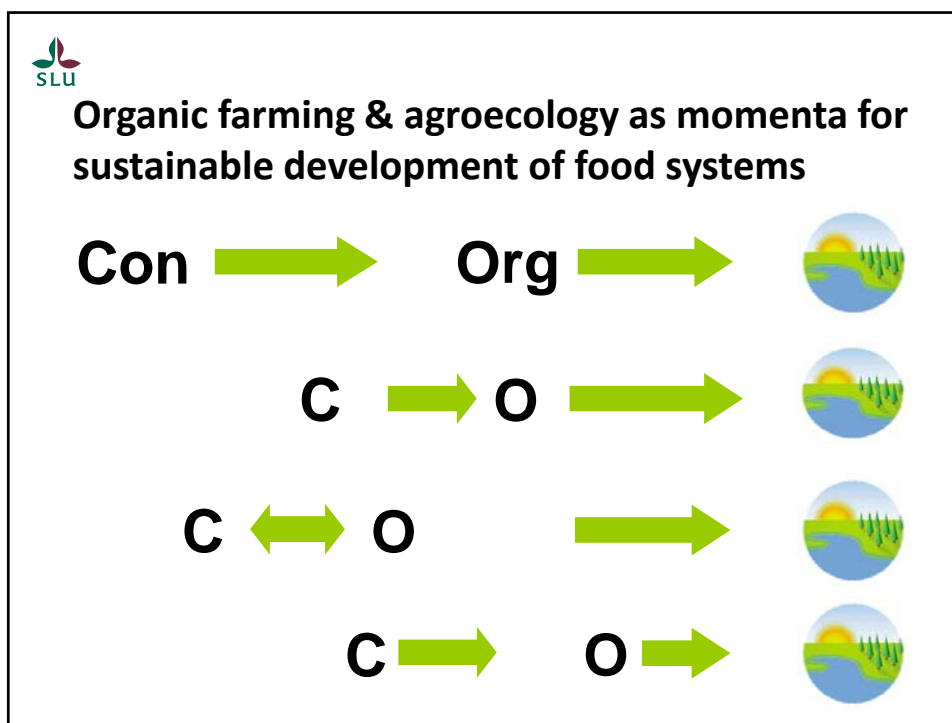 SLU
Organic farming & agroecology as momenta for
sustainable development of food systems
Con Org
C O
C O
C O